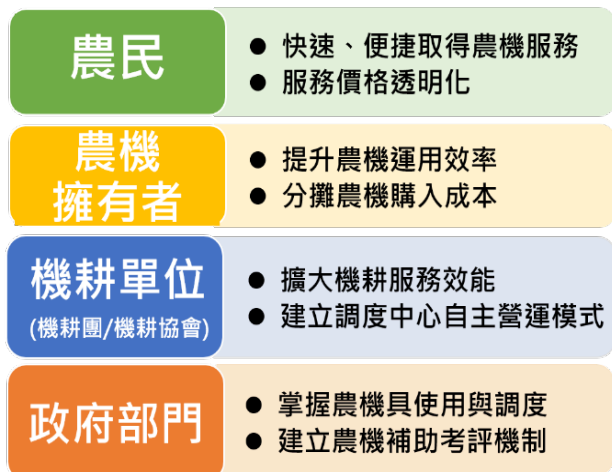 農民
● 快速、便捷取得農機服務
● 服務價格透明化
農機
擁有者
● 提升農機運用效率
● 分攤農機購入成本
機耕單位
(機耕團/機耕協會)
● 擴大機耕服務效能
● 建立調度中心自主營運模式
政府部門
● 掌握農機具使用與調度
● 建立農機補助考評機制